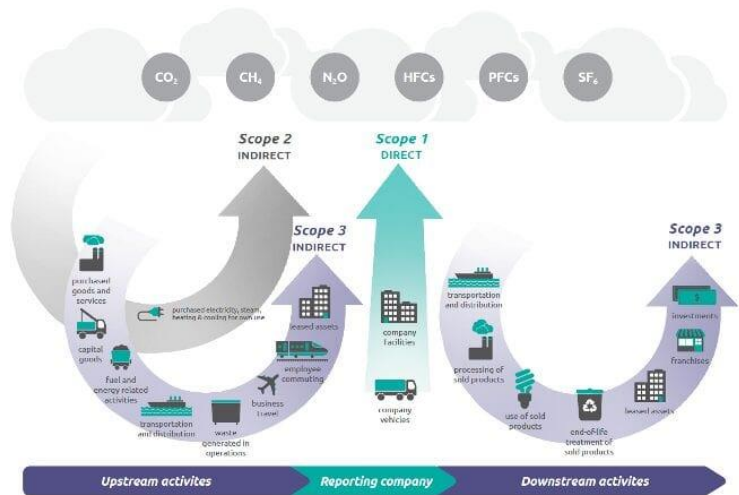 CO₂
CH₄
N₂O
HFCs
PFCs
SF₆
Scope 2
INDIRECT
Scope 1
DIRECT
Scope 3
INDIRECT
Scope 3
INDIRECT
purchased
goods and
services
capital
goods
fuel and
energy related
activities
transportation
and distribution
waste
generated in
operations
business
travel
employee
commuting
leased assets
purchased electricity, steam,
heating & cooling for own use
company
facilities
company
vehicles
transportation
and distribution
processing of
sold products
use of sold
products
end-of-life
treatment of
sold products
leased assets
franchises
investments
$
Upstream activites
Reporting company
Downstream activites